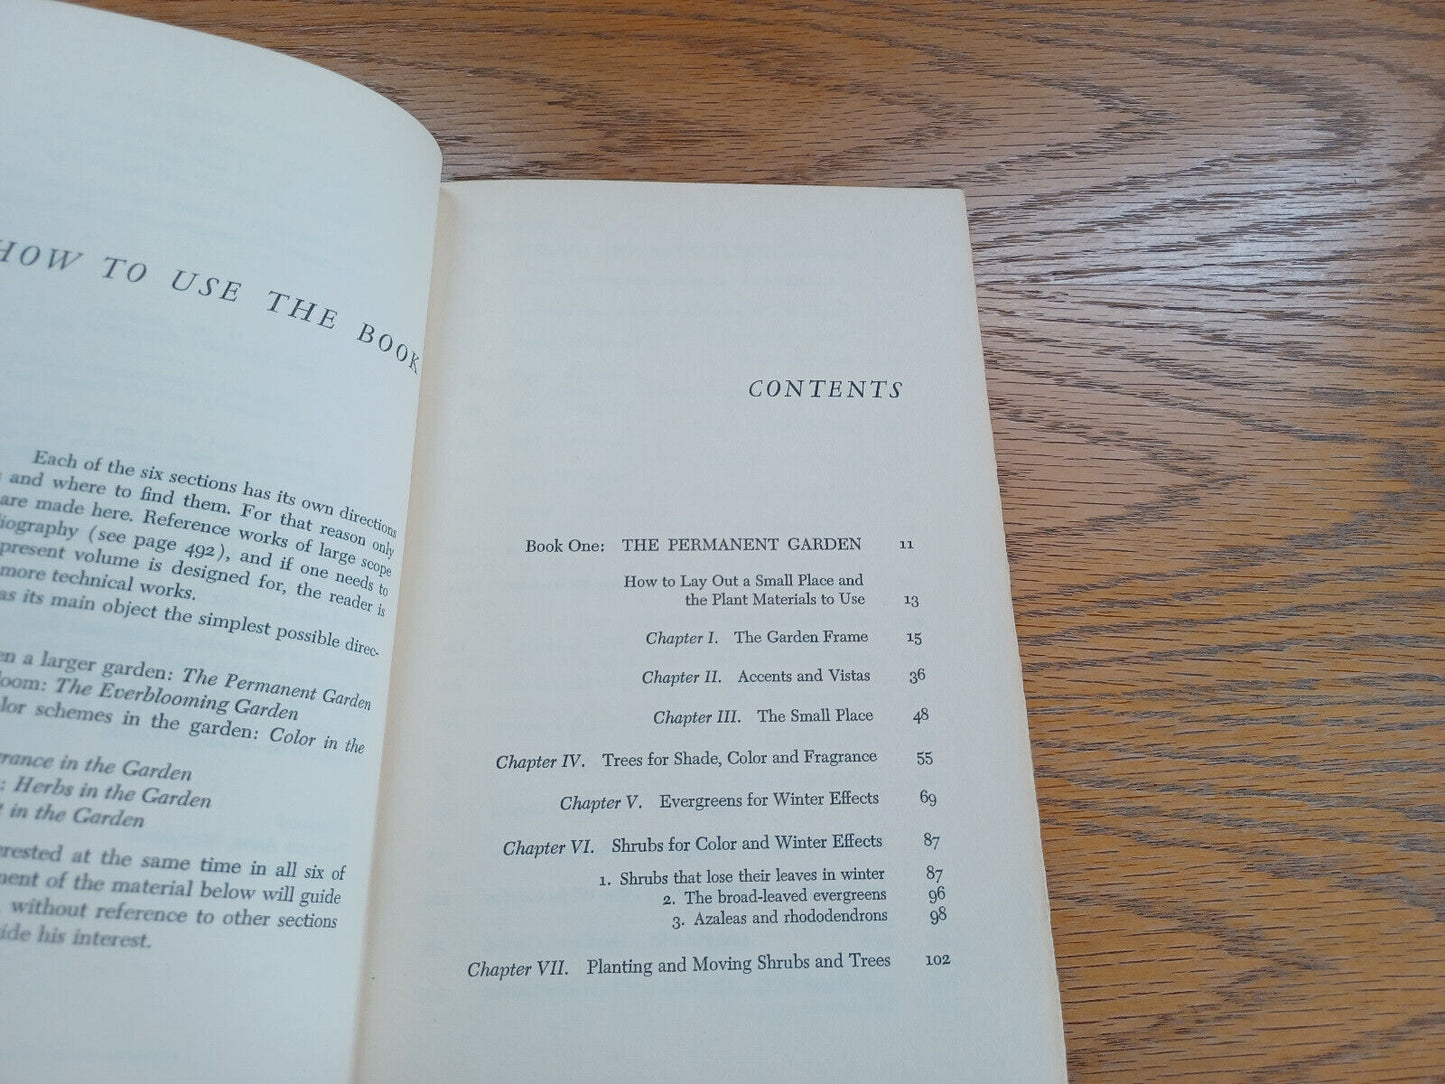 HOW TO USE THE BOOK
Each of the six sections has its own directions
and where to find them. For that reason only
are made here. Reference works of large scope
(see page 492), and if one needs to
present volume is designed for, the reader is
more technical works.
as its main object the simplest possible direc-
a larger garden: The Permanent Garden
The Everblooming Garden
schemes in the garden: Color in the
in the Garden
Herbs in the Garden
in the Garden
at the same time in all six of
of the material below will guide
without reference to other sections
his interest.
CONTENTS
Book One: THE PERMANENT GARDEN 11
How to Lay Out a Small Place and
the Plant Materials to Use 13
Chapter I. The Garden Frame 15
Chapter II. Accents and Vistas 36
Chapter III. The Small Place 48
Chapter IV. Trees for Shade, Color and Fragrance 55
Chapter V. Evergreens for Winter Effects 69
Chapter VI. Shrubs for Color and Winter Effects 87
1. Shrubs that lose their leaves in winter 87
2. The broad-leaved evergreens 96
3. Azaleas and rhododendrons 98
Chapter VII. Planting and Moving Shrubs and Trees 102